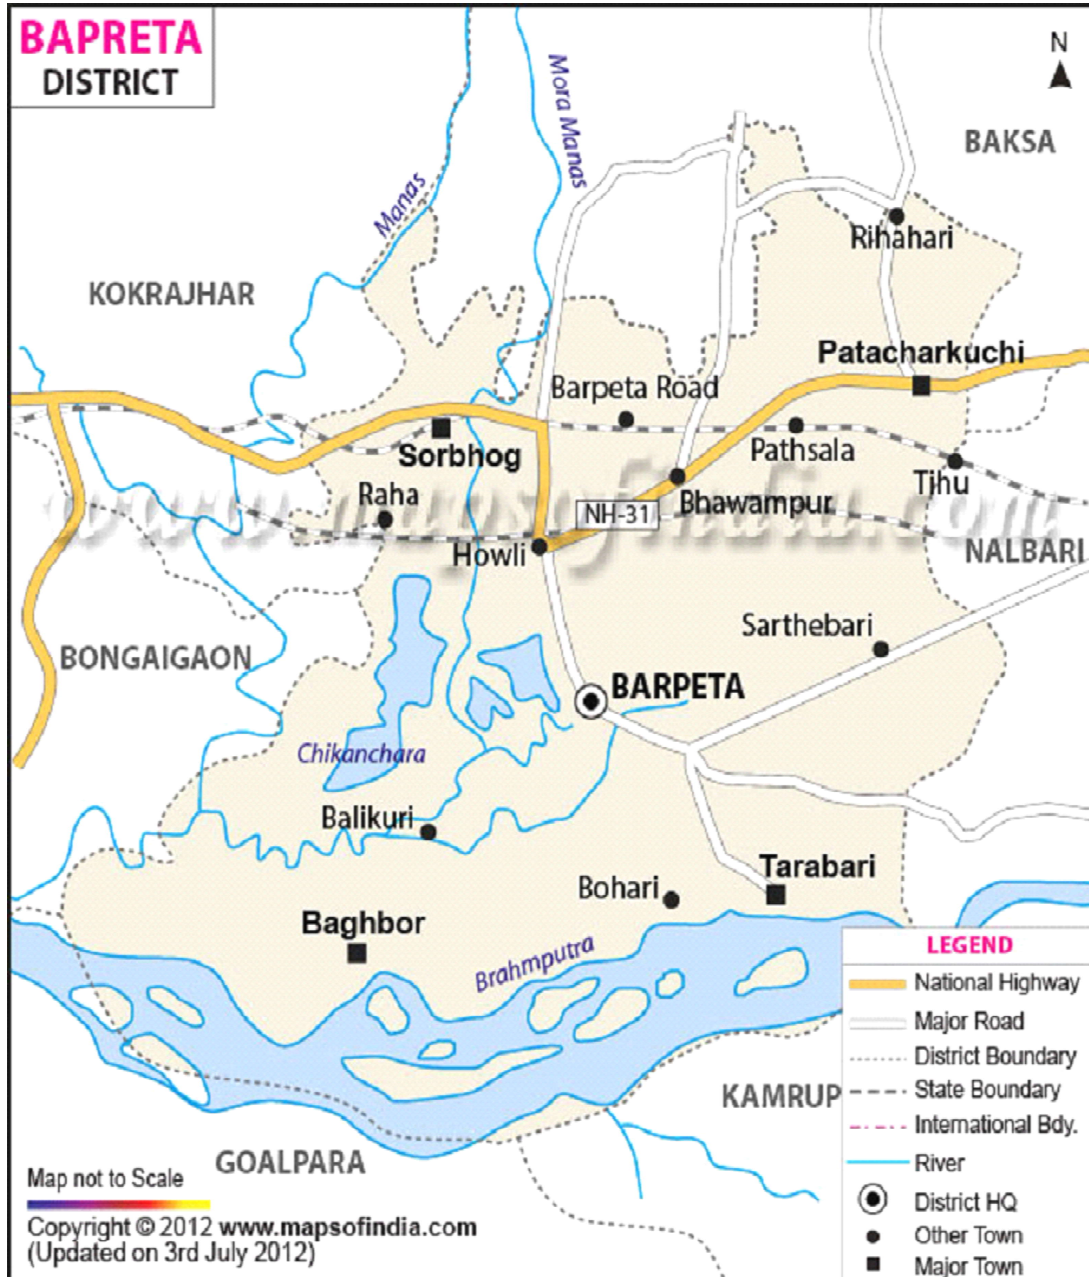 BAPRETA
DISTRICT
N
Mora Manas
BAKSA
Manas
Rihahari
KOKRAJHAR
Patacharkuchi
Barpeta Road
Pathsala
Sorbhog
Tihu
Raha
Bhawampur
www.mapsofindia.com
NH-31
Howli
NALBARI
Sarthebari
BONGAIGAON
BARPETA
Chikanchara
Balikuri
Tarabari
Bohari
Baghbor
Brahmputra
KAMRUP
GOALPARA
LEGEND
National Highway
Major Road
District Boundary
State Boundary
International Bdy.
River
District HQ
Other Town
Major Town
Map not to Scale
Copyright © 2012 www.mapsofindia.com
(Updated on 3rd July 2012)